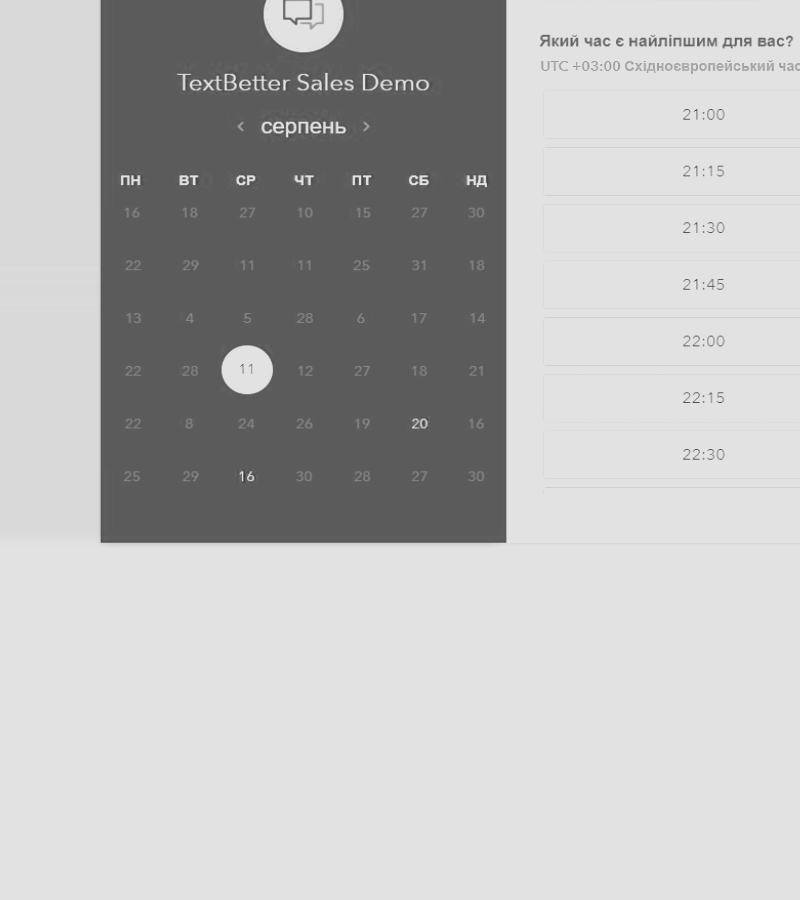 TextBetter Sales Demo
‹ серпень ›
ПН ВТ СР ЧТ ПТ СБ НД
16 18 27 10 15 27 30
22 29 11 11 25 31 18
13 4 5 28 6 17 14
22 28 11 12 27 18 21
22 8 24 26 19 20 16
25 29 16 30 28 27 30
Який час є найліпшим для вас?
UTC +03:00 Східноєвропейський час
21:00
21:15
21:30
21:45
22:00
22:15
22:30